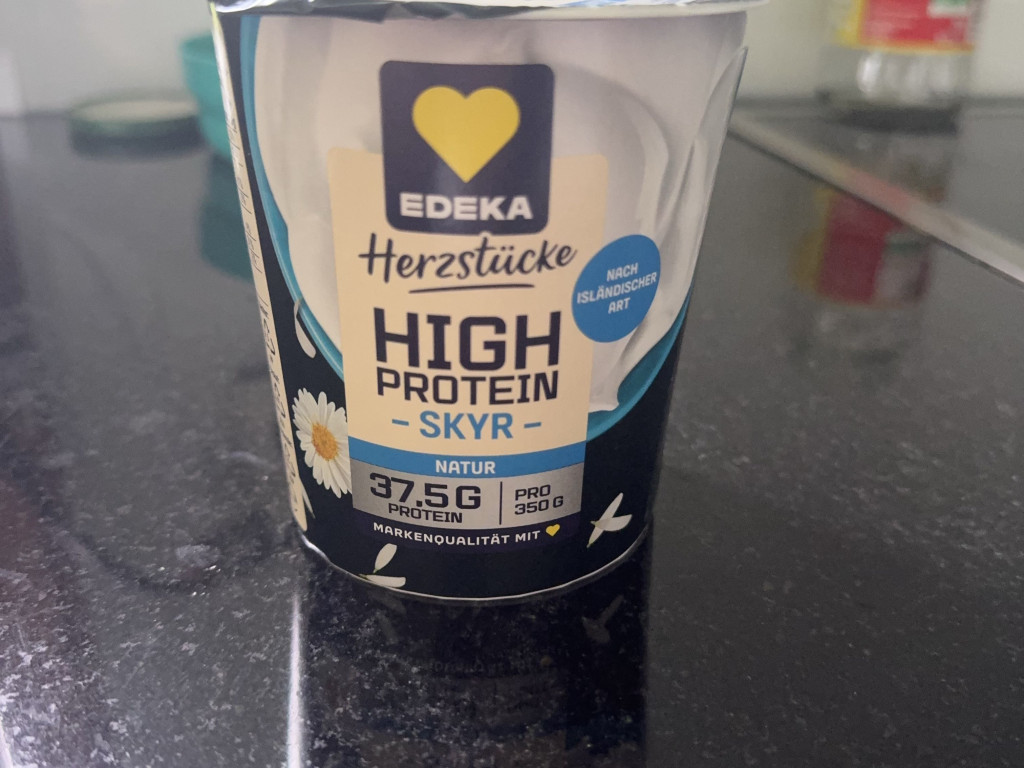 EDEKA
Herzstücke
NACH
ISLÄNDISCHER
ART
HIGH
PROTEIN
– SKYR –
NATUR
37,5 G
PROTEIN
PRO
350 G
MARKENQUALITÄT MIT